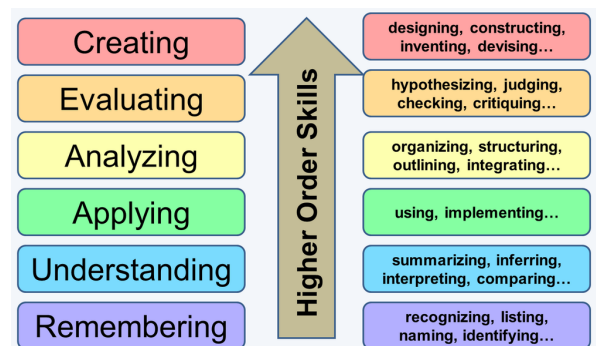 Creating
Evaluating
Analyzing
Applying
Understanding
Remembering
Higher Order Skills
designing, constructing,
inventing, devising…
hypothesizing, judging,
checking, critiquing…
organizing, structuring,
outlining, integrating…
using, implementing…
summarizing, inferring,
interpreting, comparing…
recognizing, listing,
naming, identifying…